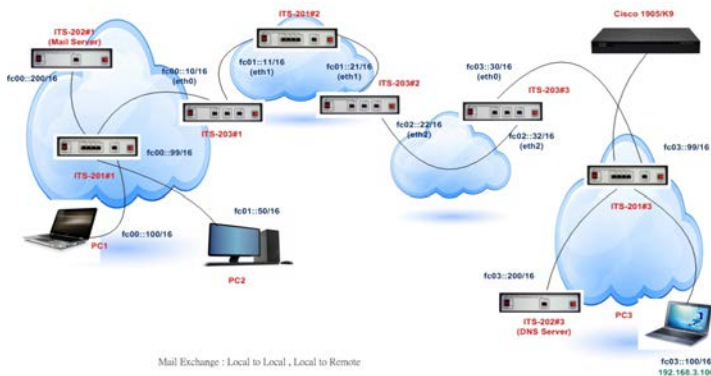 ITS-201#2
Cisco 1905/K9
ITS-202#1
(Mail Server)
fc00::200/16
fc00::10/16
(eth0)
fc01::11/16
(eth1)
fc01::21/16
(eth1)
ITS-203#2
fc03::30/16
(eth0)
ITS-203#3
ITS-203#1
fc02::22/16
(eth2)
fc02::32/16
(eth2)
fc00::99/16
ITS-201#1
fc03::99/16
ITS-201#3
fc00::100/16
PC1
fc01::50/16
PC2
fc03::200/16
ITS-202#3
(DNS Server)
PC3
fc03::100/16
192.168.3.100
Mail Exchange : Local to Local , Local to Remote